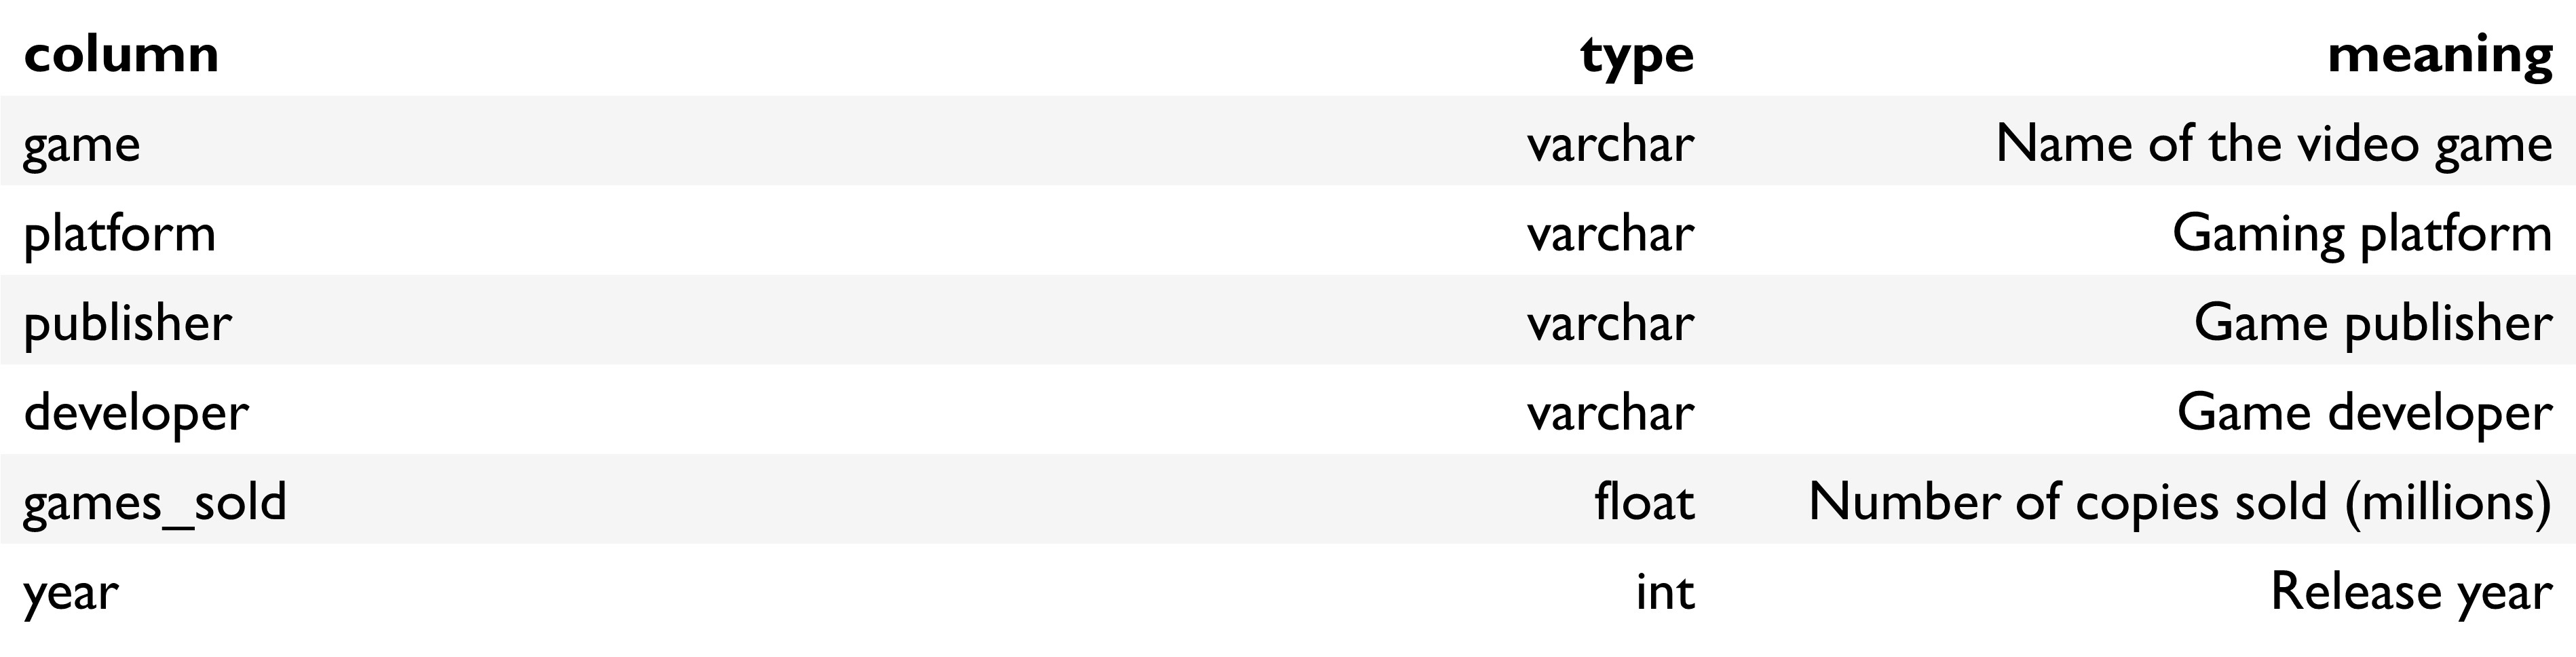 column type meaning
game varchar Name of the video game
platform varchar Gaming platform
publisher varchar Game publisher
developer varchar Game developer
games_sold float Number of copies sold (millions)
year int Release year